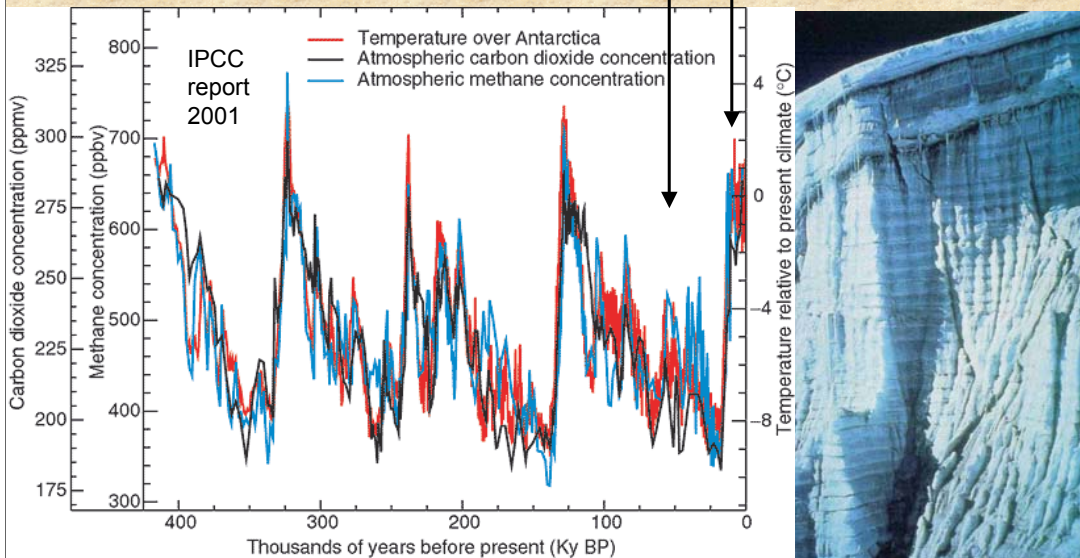 IPCC
report
2001
Temperature over Antarctica
Atmospheric carbon dioxide concentration
Atmospheric methane concentration
Carbon dioxide concentration (ppmv)
325
300
275
250
225
200
175
Methane concentration (ppbv)
800
700
600
500
400
300
4
0
–4
–8
Temperature relative to present climate (°C)
400 300 200 100 0
Thousands of years before present (Ky BP)